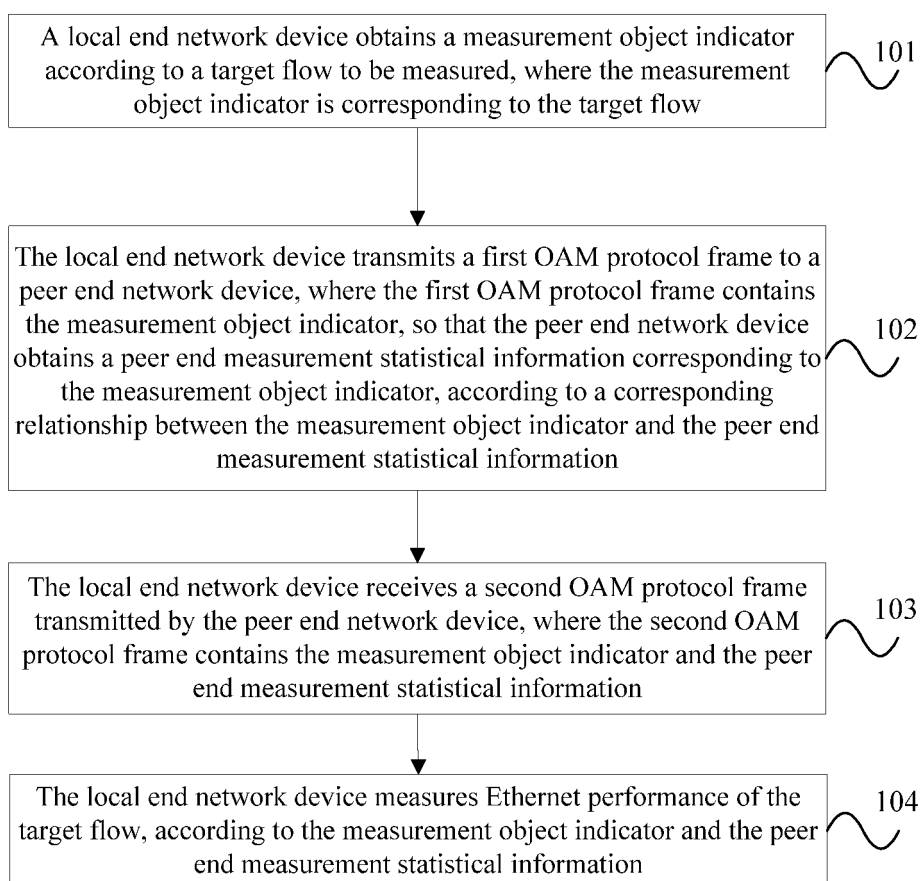 A local end network device obtains a measurement object indicator
according to a target flow to be measured, where the measurement
object indicator is corresponding to the target flow
101
The local end network device transmits a first OAM protocol frame to a
peer end network device, where the first OAM protocol frame contains
the measurement object indicator, so that the peer end network device
obtains a peer end measurement statistical information corresponding to
the measurement object indicator, according to a corresponding
relationship between the measurement object indicator and the peer end
measurement statistical information
102
The local end network device receives a second OAM protocol frame
transmitted by the peer end network device, where the second OAM
protocol frame contains the measurement object indicator and the peer
end measurement statistical information
103
The local end network device measures Ethernet performance of the
target flow, according to the measurement object indicator and the peer
end measurement statistical information
104